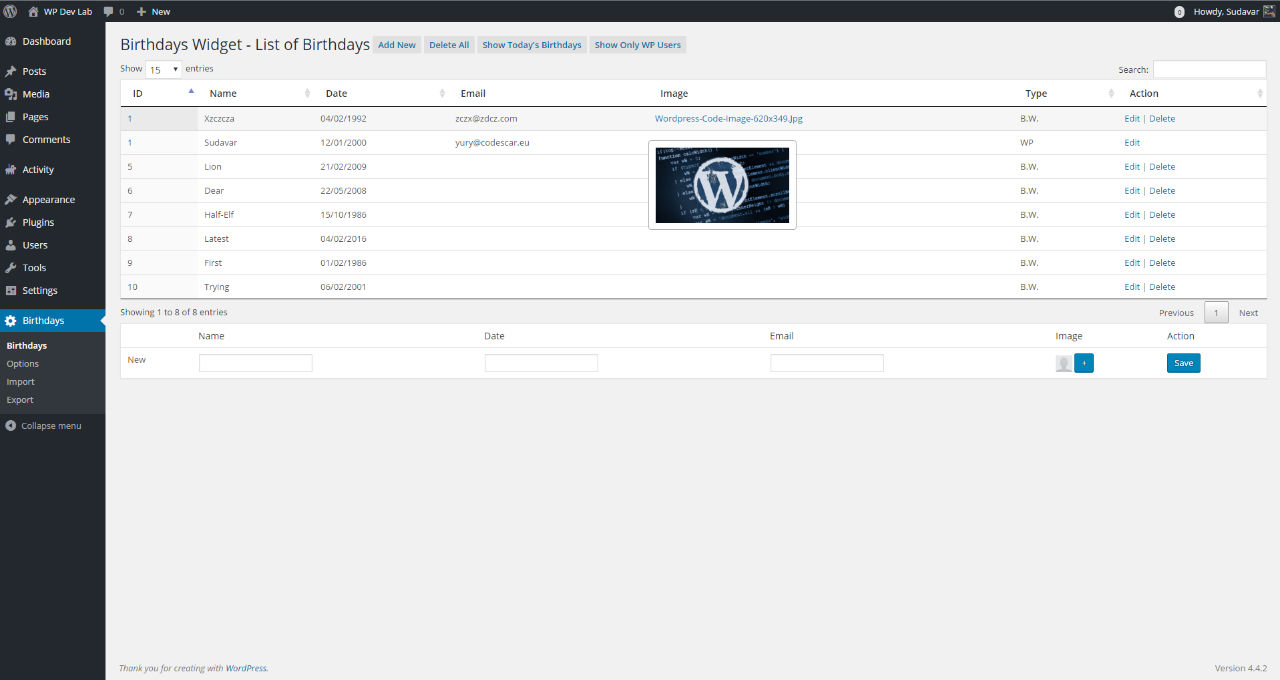 WP Dev Lab 0 New 0 Howdy, Sudavar
Dashboard
Posts
Media
Pages
Comments
Activity
Appearance
Plugins
Users
Tools
Settings
Birthdays
Birthdays
Options
Import
Export
Collapse menu
Birthdays Widget - List of Birthdays Add New Delete All Show Today's Birthdays Show Only WP Users
Show 15 entries Search:
ID Name Date Email Image Type Action
1 Xzczcza 04/02/1992 zczx@zdcz.com Wordpress-Code-Image-620x349.Jpg B.W. Edit | Delete
1 Sudavar 12/01/2000 yury@codescar.eu WP Edit
5 Lion 21/02/2009 B.W. Edit | Delete
6 Dear 22/05/2008 B.W. Edit | Delete
7 Half-Elf 15/10/1986 B.W. Edit | Delete
8 Latest 04/02/2016 B.W. Edit | Delete
9 First 01/02/1986 B.W. Edit | Delete
10 Trying 06/02/2001 B.W. Edit | Delete
Showing 1 to 8 of 8 entries Previous 1 Next
Name Date Email Image Action
New + Save
Thank you for creating with WordPress. Version 4.4.2